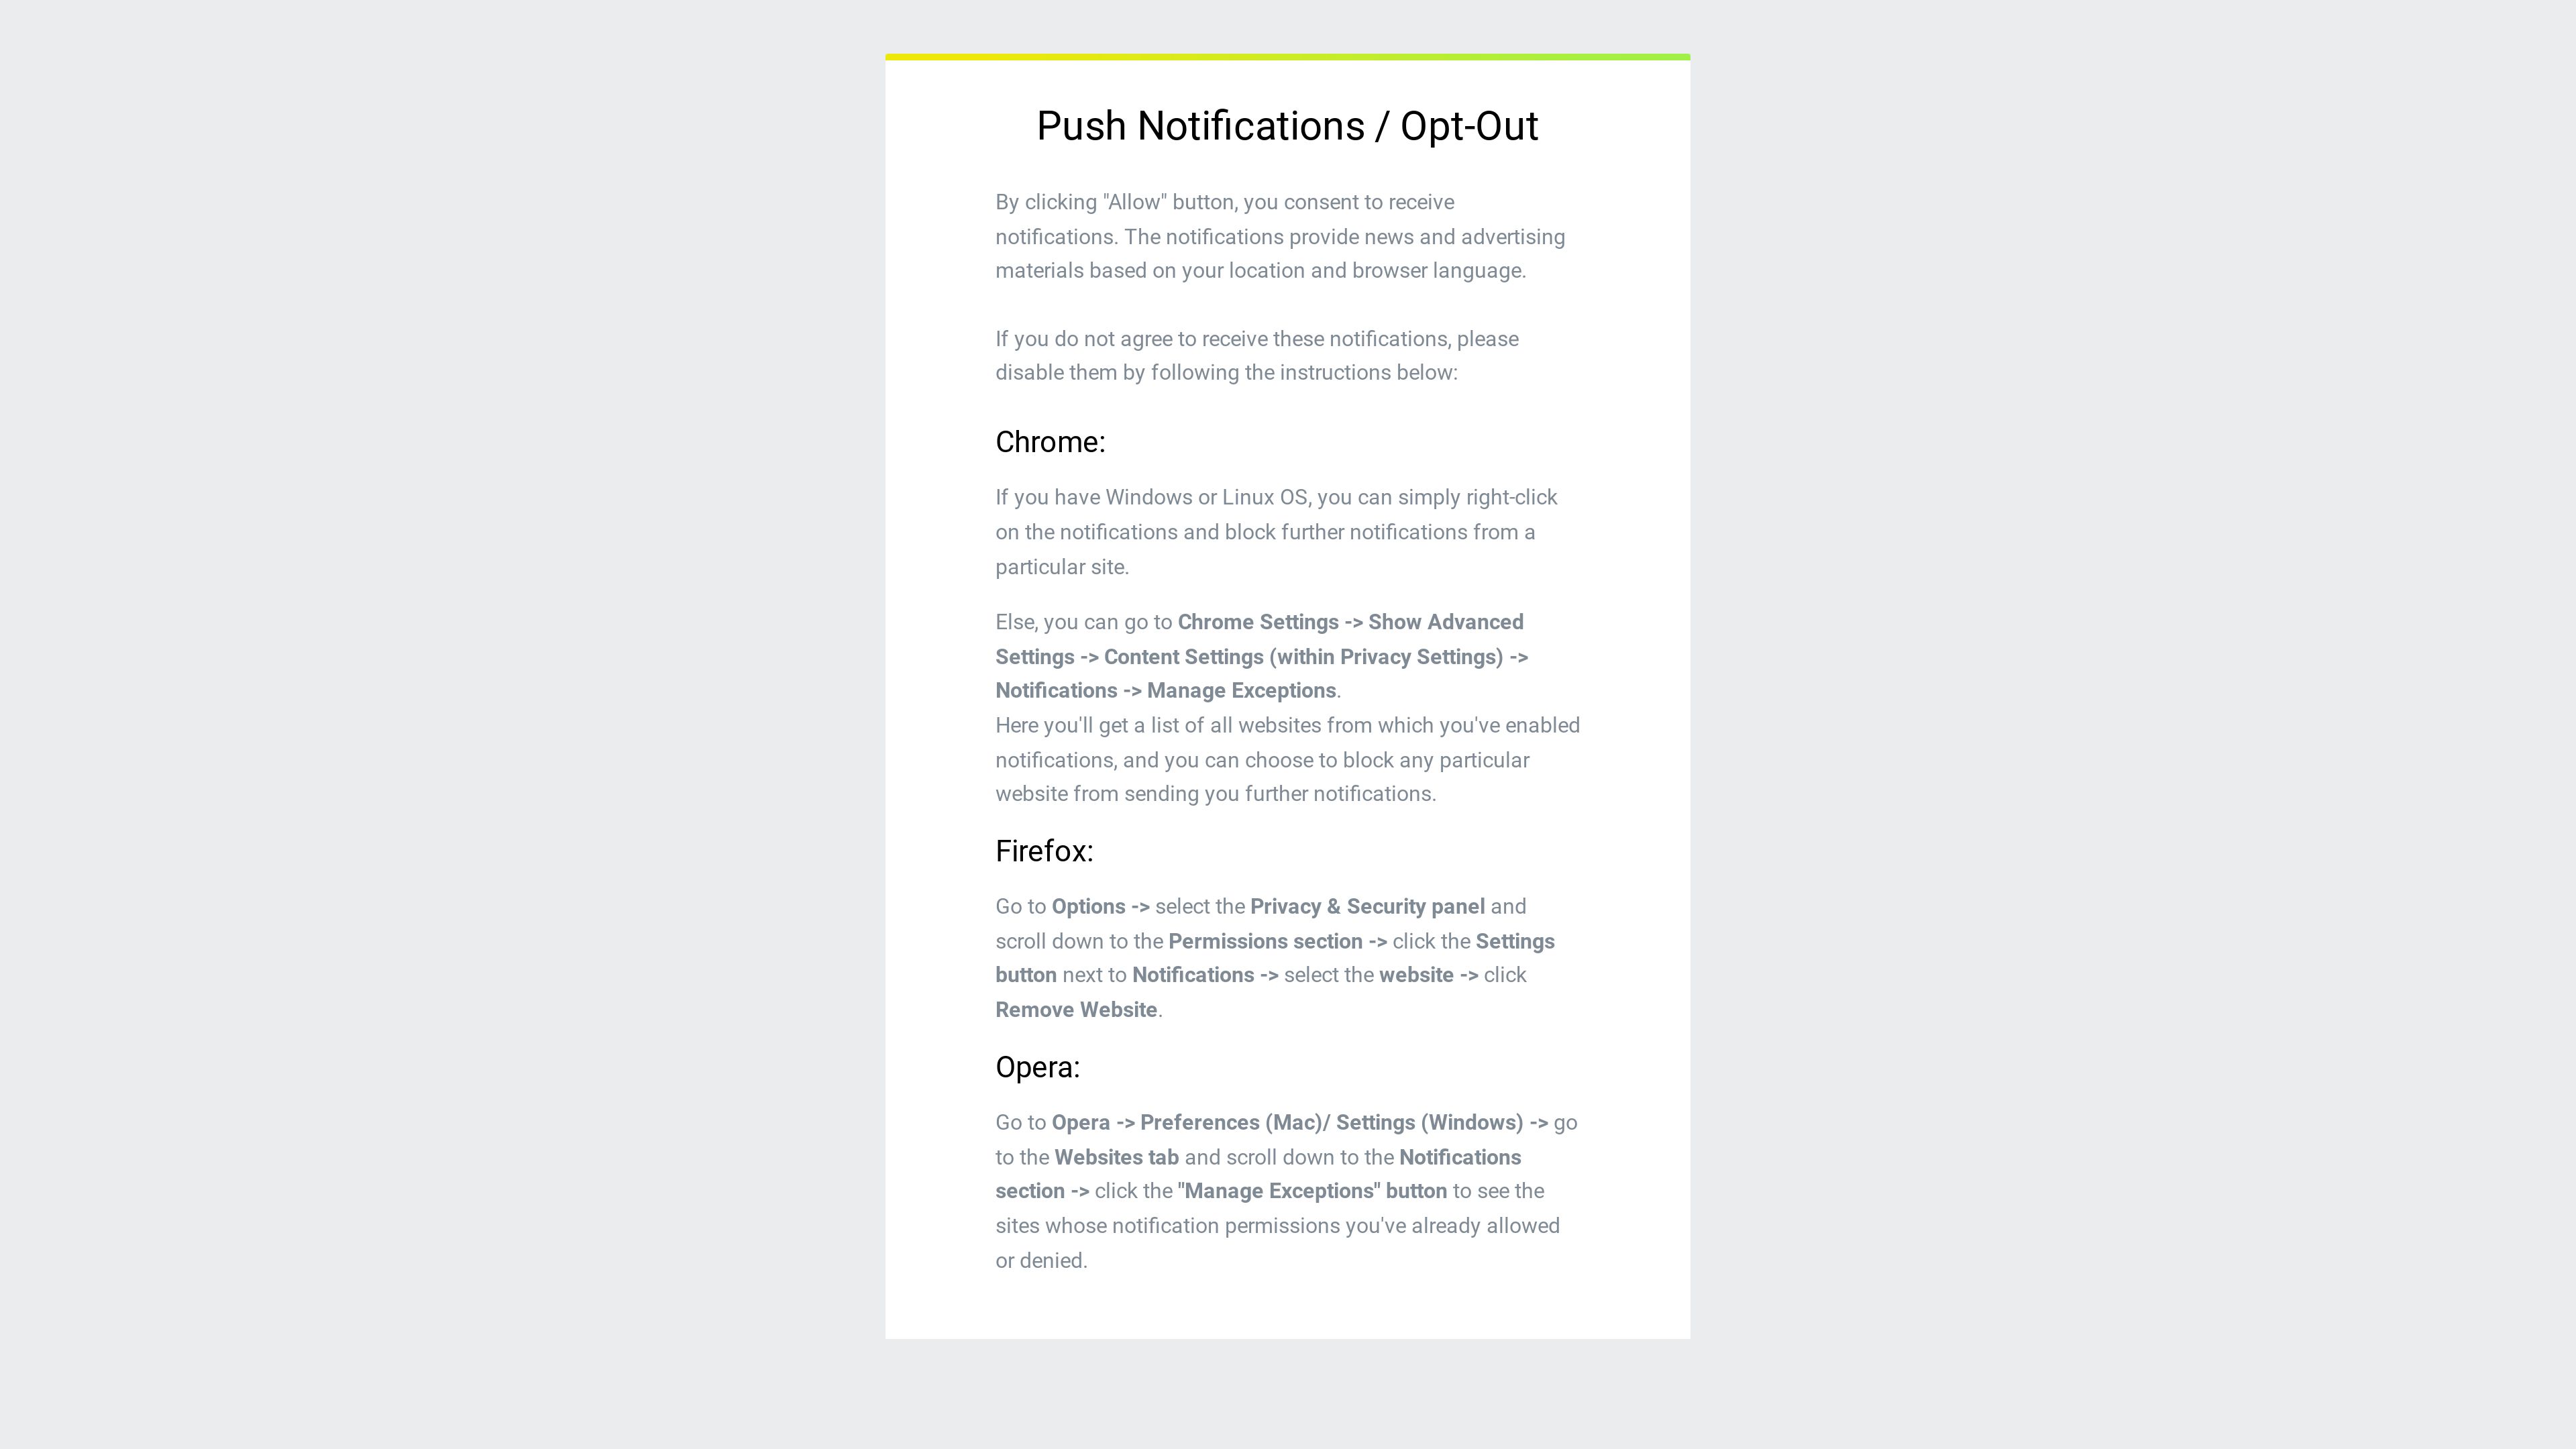 Push Notifications / Opt-Out
By clicking "Allow" button, you consent to receive
notifications. The notifications provide news and advertising
materials based on your location and browser language.
If you do not agree to receive these notifications, please
disable them by following the instructions below:
Chrome:
If you have Windows or Linux OS, you can simply right-click
on the notifications and block further notifications from a
particular site.
Else, you can go to Chrome Settings -> Show Advanced
Settings -> Content Settings (within Privacy Settings) ->
Notifications -> Manage Exceptions.
Here you'll get a list of all websites from which you've enabled
notifications, and you can choose to block any particular
website from sending you further notifications.
Firefox:
Go to Options -> select the Privacy & Security panel and
scroll down to the Permissions section -> click the Settings
button next to Notifications -> select the website -> click
Remove Website.
Opera:
Go to Opera -> Preferences (Mac)/ Settings (Windows) -> go
to the Websites tab and scroll down to the Notifications
section -> click the "Manage Exceptions" button to see the
sites whose notification permissions you've already allowed
or denied.